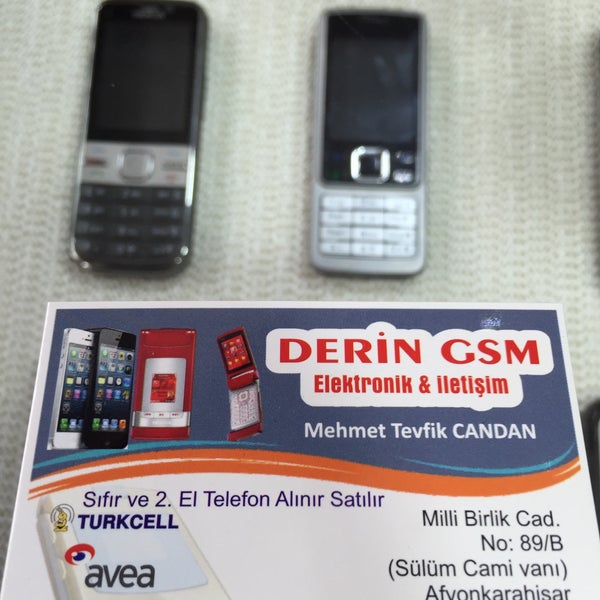 DERİN GSM
Elektronik & iletişim
Mehmet Tevfik CANDAN
Sıfır ve 2. El Telefon Alınır Satılır
TURKCELL
avea
Milli Birlik Cad.
No: 89/B
(Sülüm Cami yanı)
Afyonkarahisar